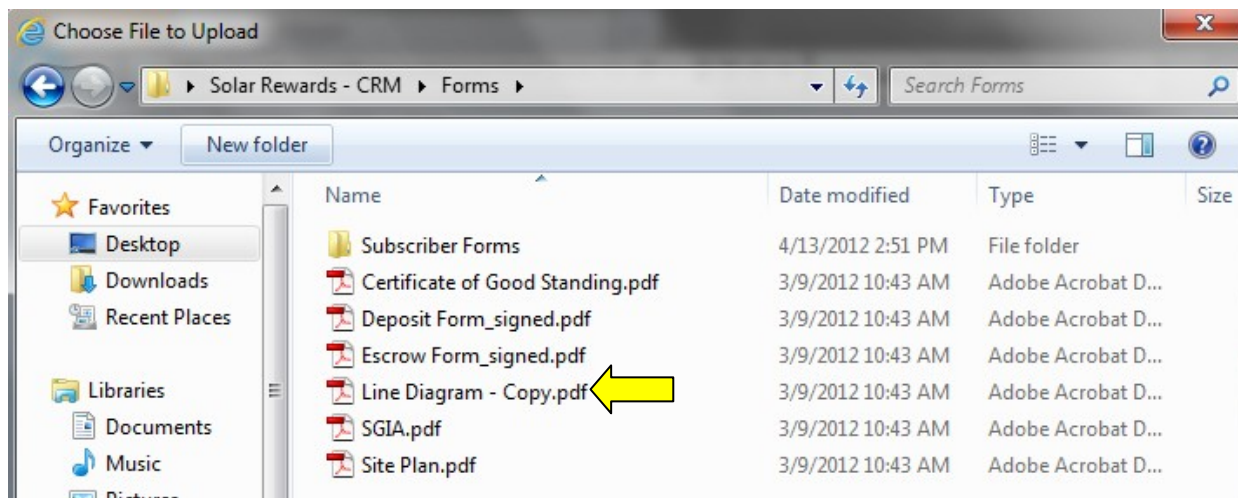 Choose File to Upload
Solar Rewards - CRM Forms
Search Forms
Organize New folder
Name Date modified Type Size
Favorites
Desktop
Downloads
Recent Places
Libraries
Documents
Music
Pictures
Subscriber Forms 4/13/2012 2:51 PM File folder
Certificate of Good Standing.pdf 3/9/2012 10:43 AM Adobe Acrobat D...
Deposit Form_signed.pdf 3/9/2012 10:43 AM Adobe Acrobat D...
Escrow Form_signed.pdf 3/9/2012 10:43 AM Adobe Acrobat D...
Line Diagram - Copy.pdf 3/9/2012 10:43 AM Adobe Acrobat D...
SGIA.pdf 3/9/2012 10:43 AM Adobe Acrobat D...
Site Plan.pdf 3/9/2012 10:43 AM Adobe Acrobat D...